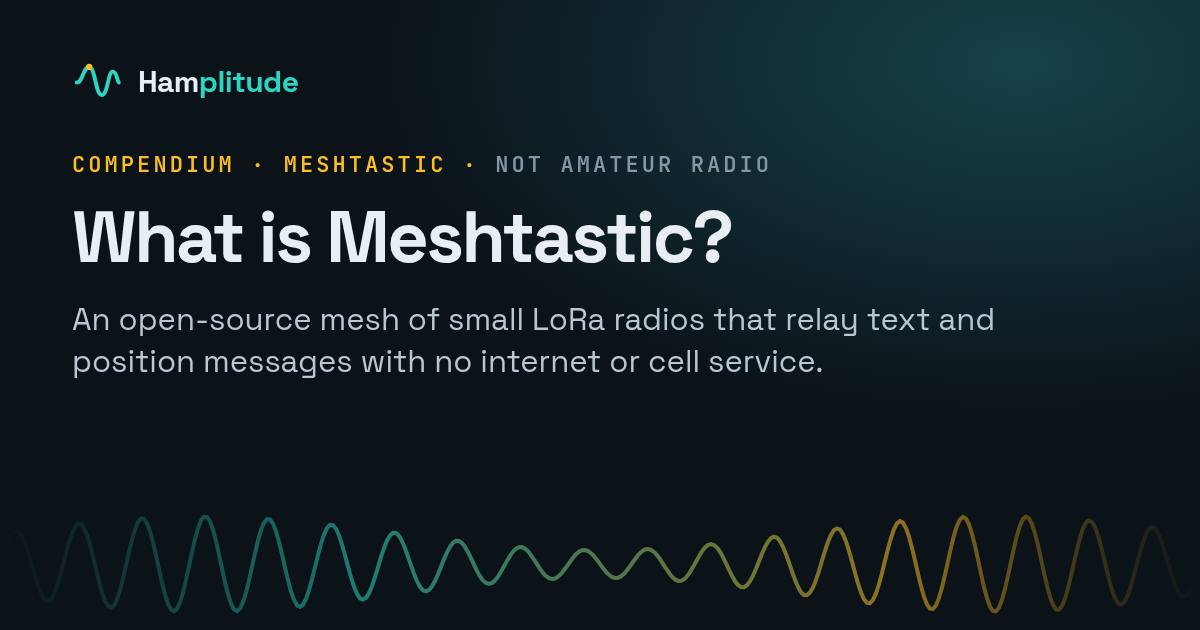 Hamplitude
COMPENDIUM · MESHTASTIC · NOT AMATEUR RADIO
What is Meshtastic?
An open-source mesh of small LoRa radios that relay text and
position messages with no internet or cell service.